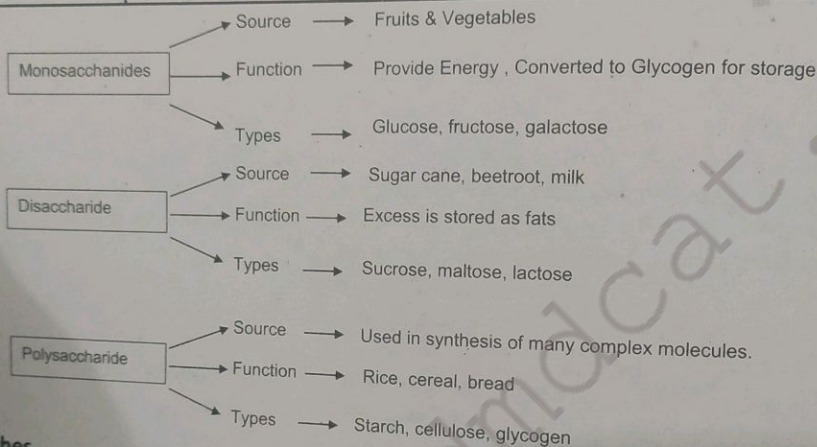 Source → Fruits & Vegetables
Monosacchanides → Function → Provide Energy , Converted to Glycogen for storage
Types → Glucose, fructose, galactose
Source → Sugar cane, beetroot, milk
Disaccharide → Function → Excess is stored as fats
Types → Sucrose, maltose, lactose
Source → Used in synthesis of many complex molecules.
Polysaccharide → Function → Rice, cereal, bread
Types → Starch, cellulose, glycogen
mdcat